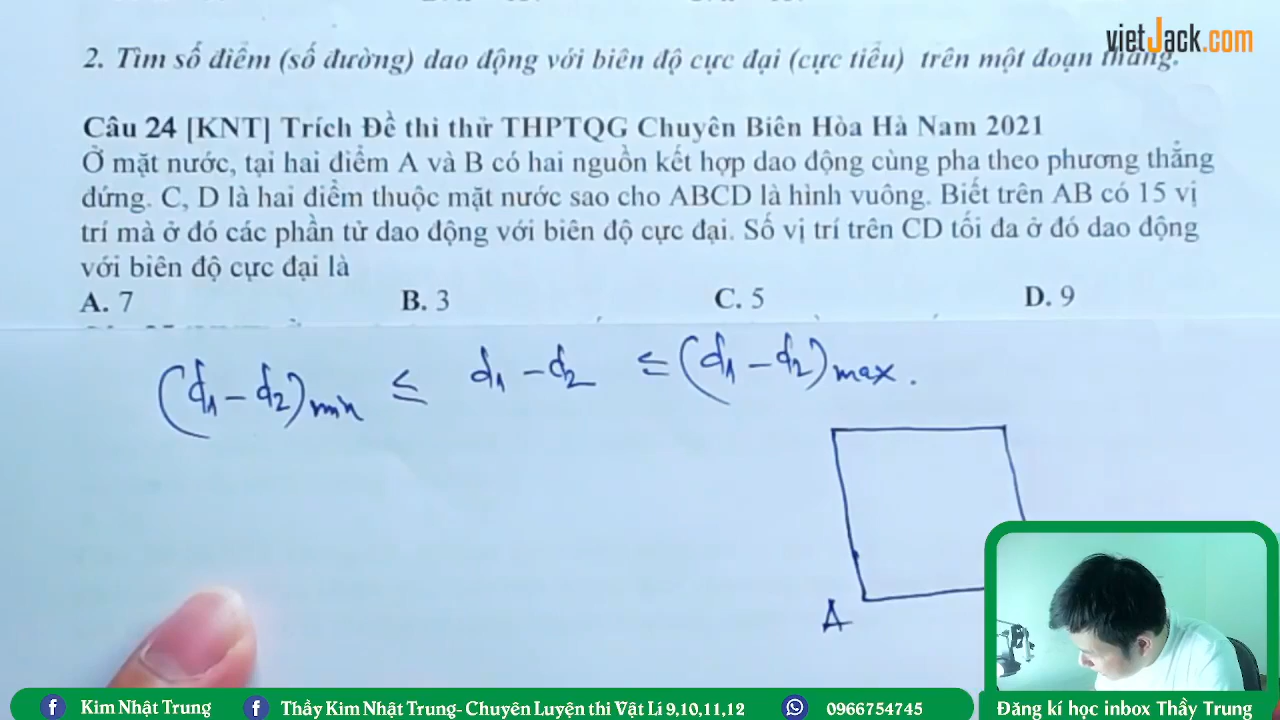 vietJack.com
2. Tìm số điểm (số đường) dao động với biên độ cực đại (cực tiểu) trên một đoạn thẳng.
Câu 24 [KNT] Trích Đề thi thử THPTQG Chuyên Biên Hòa Hà Nam 2021
Ở mặt nước, tại hai điểm A và B có hai nguồn kết hợp dao động cùng pha theo phương thẳng
đứng. C, D là hai điểm thuộc mặt nước sao cho ABCD là hình vuông. Biết trên AB có 15 vị
trí mà ở đó các phần tử dao động với biên độ cực đại. Số vị trí trên CD tối đa ở đó dao động
với biên độ cực đại là
A. 7 B. 3 C. 5 D. 9
(d₁ - d₂)min ≤ d₁ - d₂ ≤ (d₁ - d₂)max.
A
Kim Nhật Trung Thầy Kim Nhật Trung- Chuyên Luyện thi Vật Lí 9,10,11,12 0966754745 Đăng kí học inbox Thầy Trung